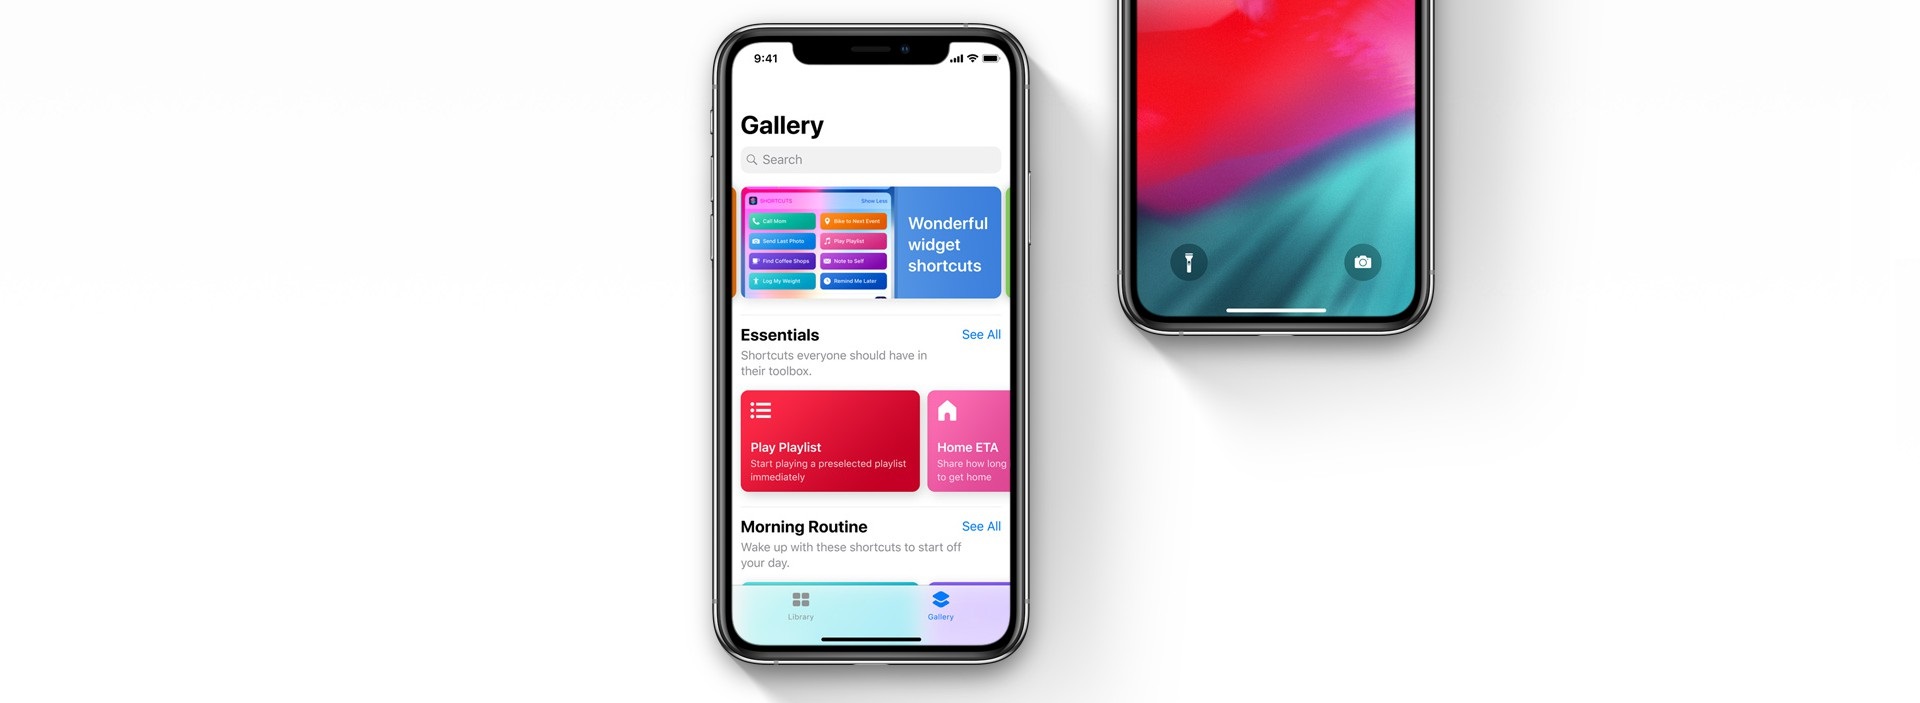 9:41
Gallery
Search
SHORTCUTS Show Less
Call Mom Bike to Next Event
Send Last Photo Play Playlist
Find Coffee Shops Note to Self
Log My Weight Remind Me Later
Wonderful
widget
shortcuts
Essentials See All
Shortcuts everyone should have in
their toolbox.
Play Playlist
Start playing a preselected playlist
immediately
Home ETA
Share how long
to get home
Morning Routine See All
Wake up with these shortcuts to start off
your day.
Library Gallery